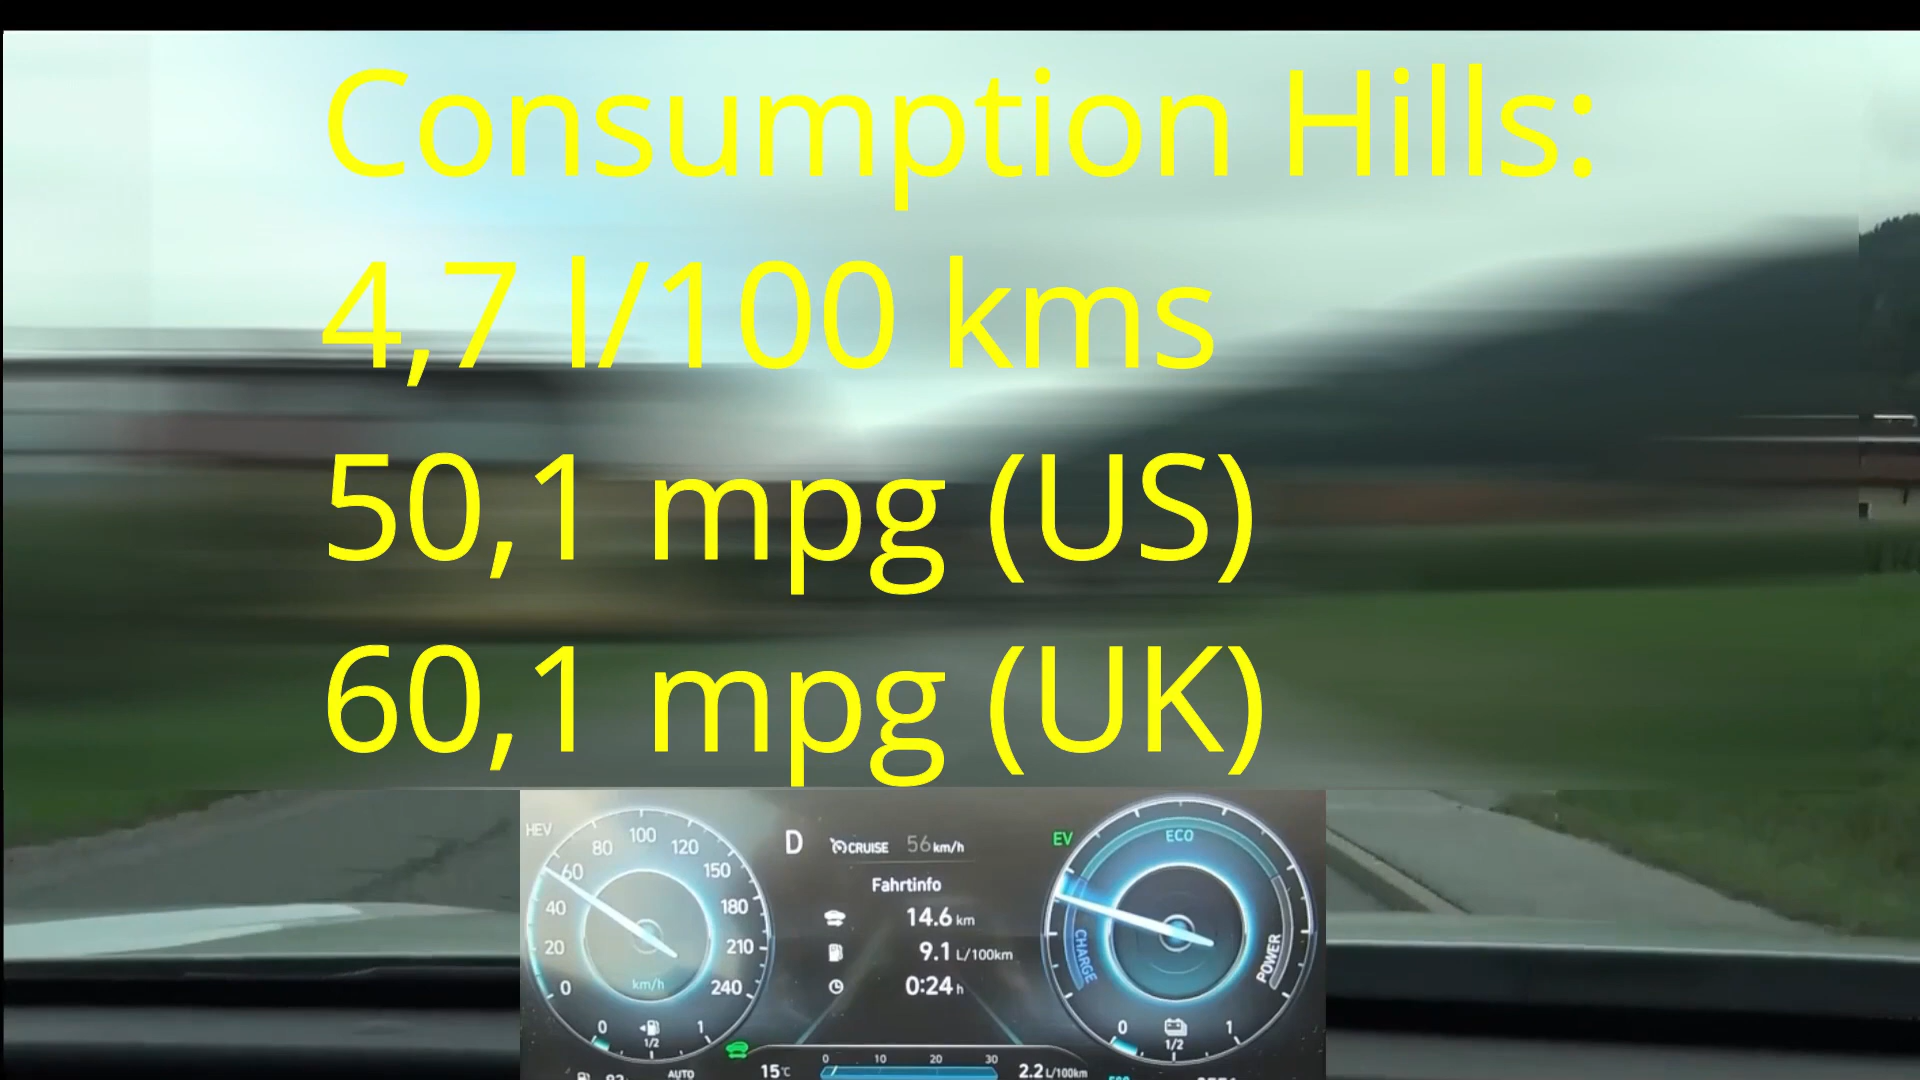 Consumption Hills:
4,7 l/100 kms
50,1 mpg (US)
60,1 mpg (UK)
HEV
0 20 40 60 80 100 120 150 180 210 240
km/h
0 1/2 1
D CRUISE 56 km/h
Fahrtinfo
14.6 km
9.1 L/100km
0:24 h
EV
ECO
CHARGE
POWER
0 1/2 1
AUTO
15°C
0 10 20 30
2.2 L/100km